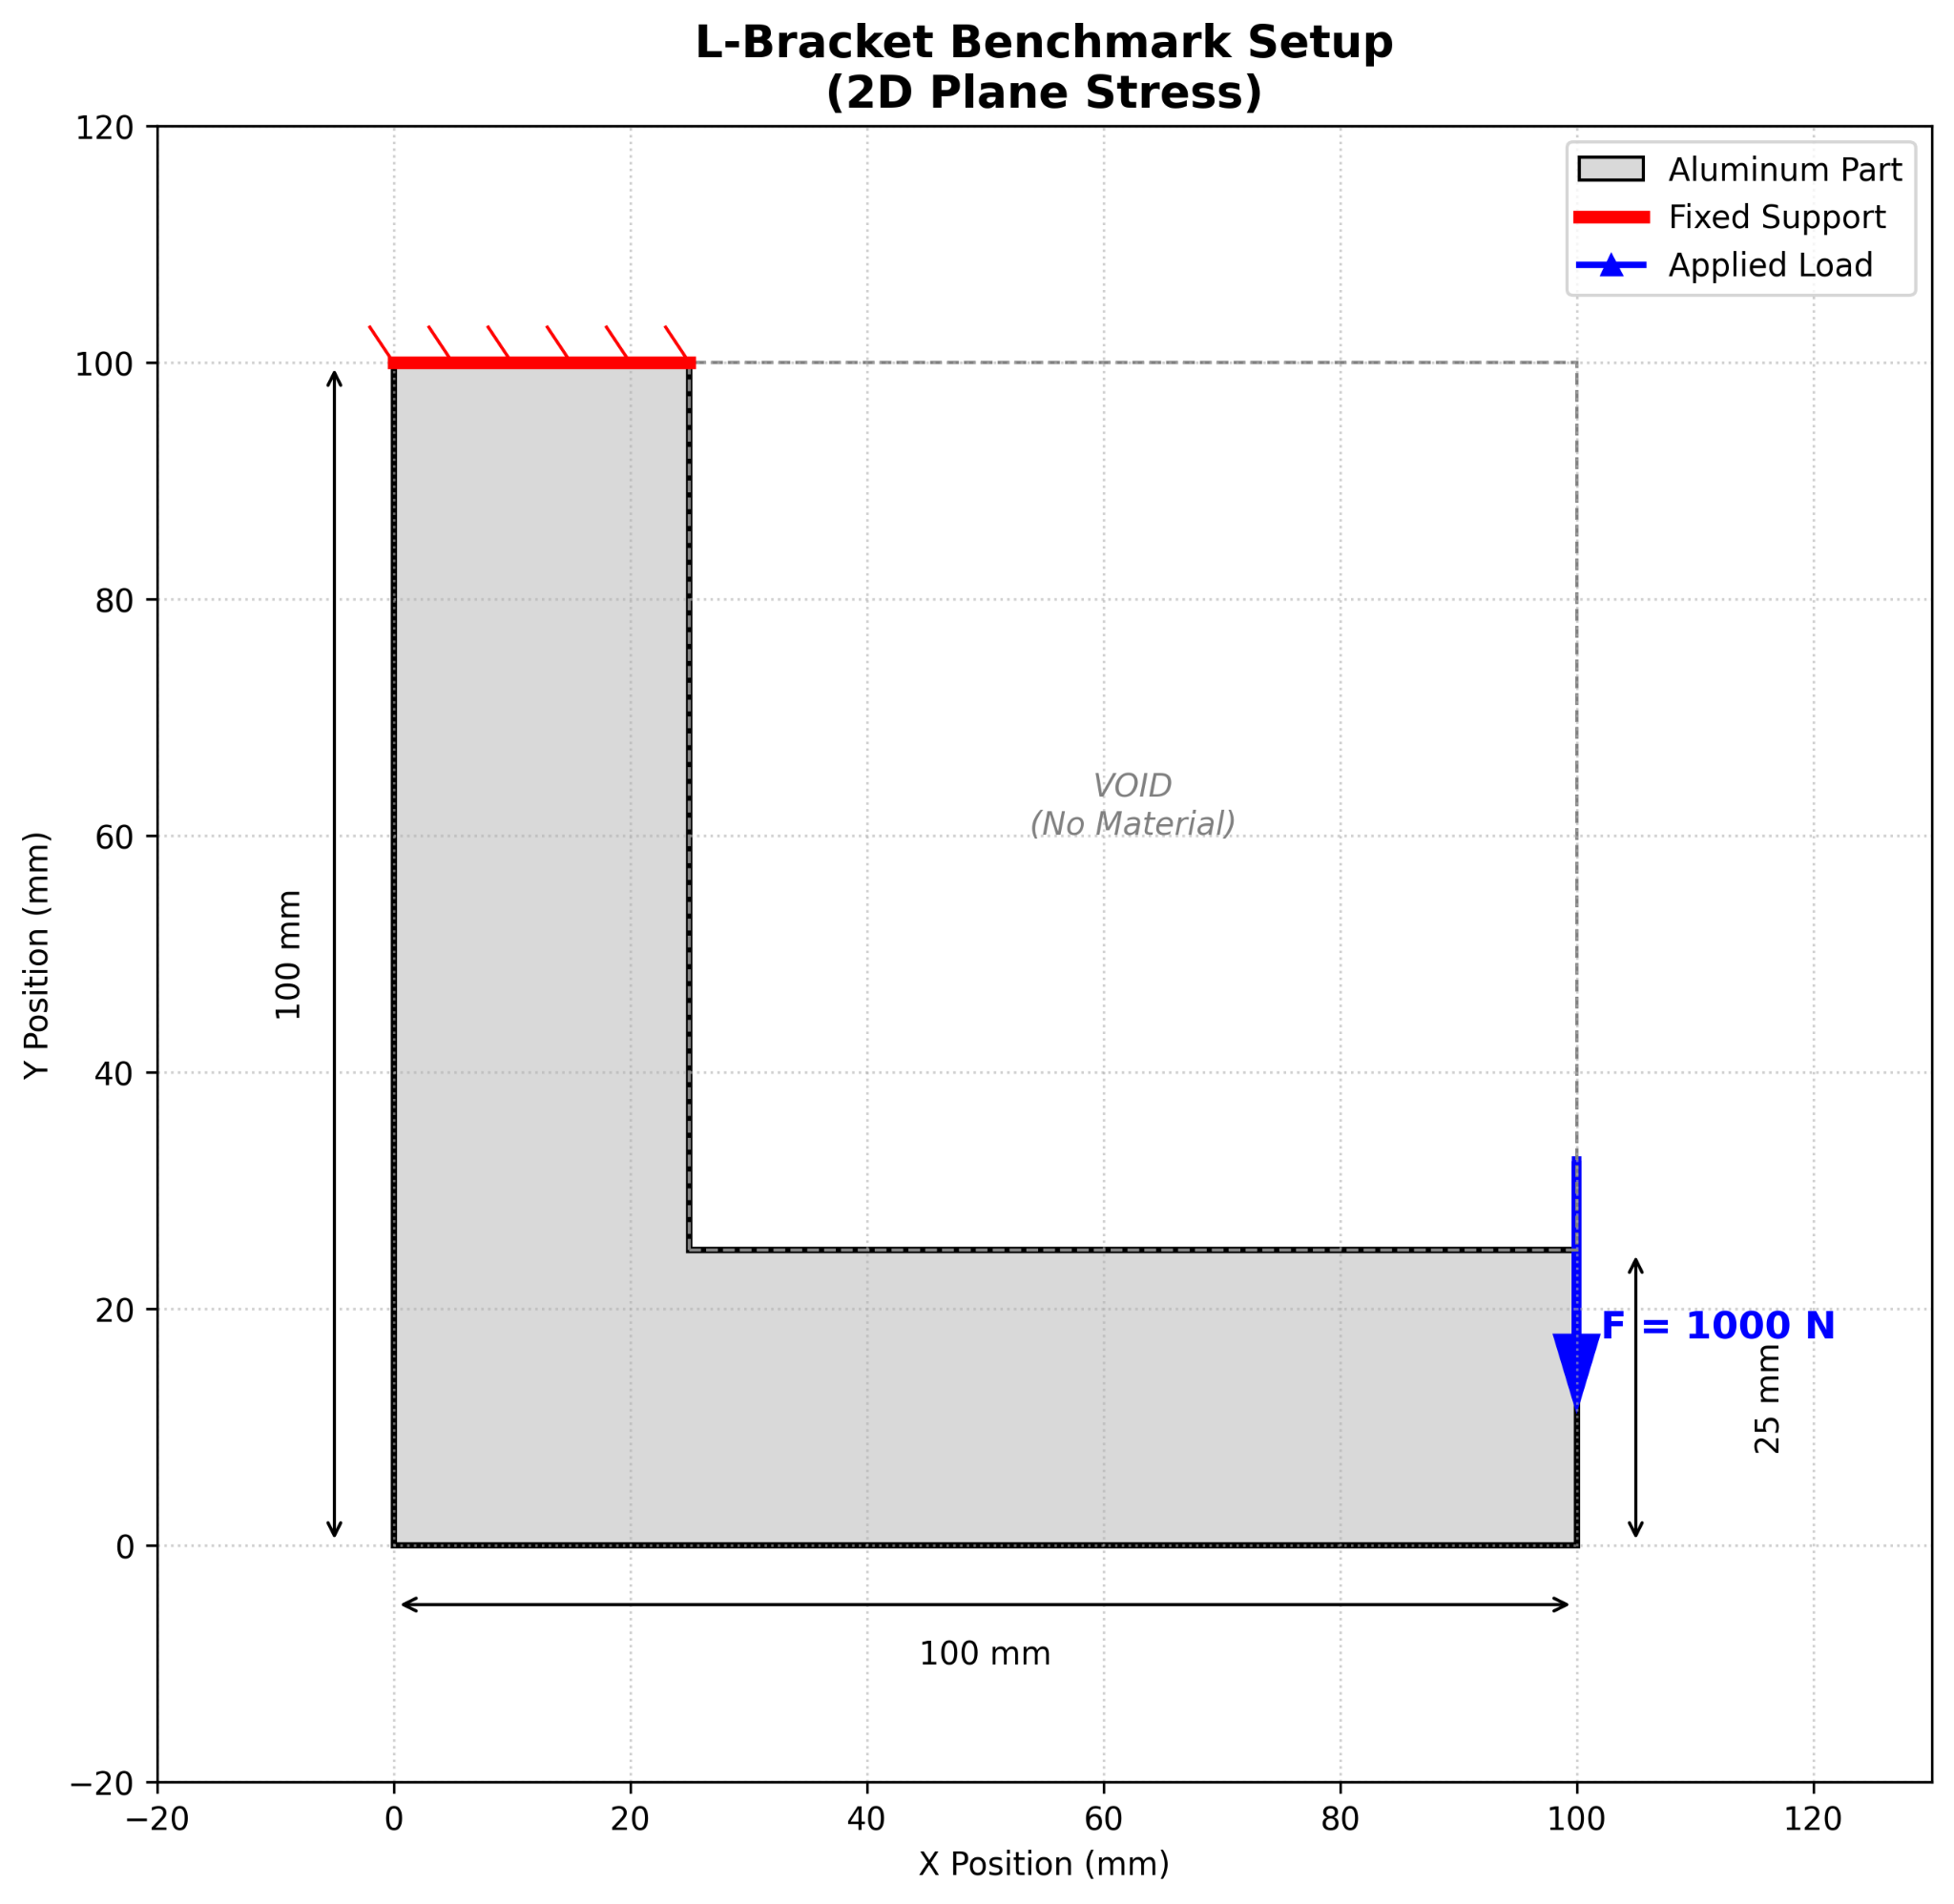 L-Bracket Benchmark Setup
(2D Plane Stress)
Aluminum Part
Fixed Support
Applied Load
120
100
80
60
40
20
0
−20
Y Position (mm)
100 mm
VOID
(No Material)
F = 1000 N
25 mm
100 mm
−20
0
20
40
60
80
100
120
X Position (mm)